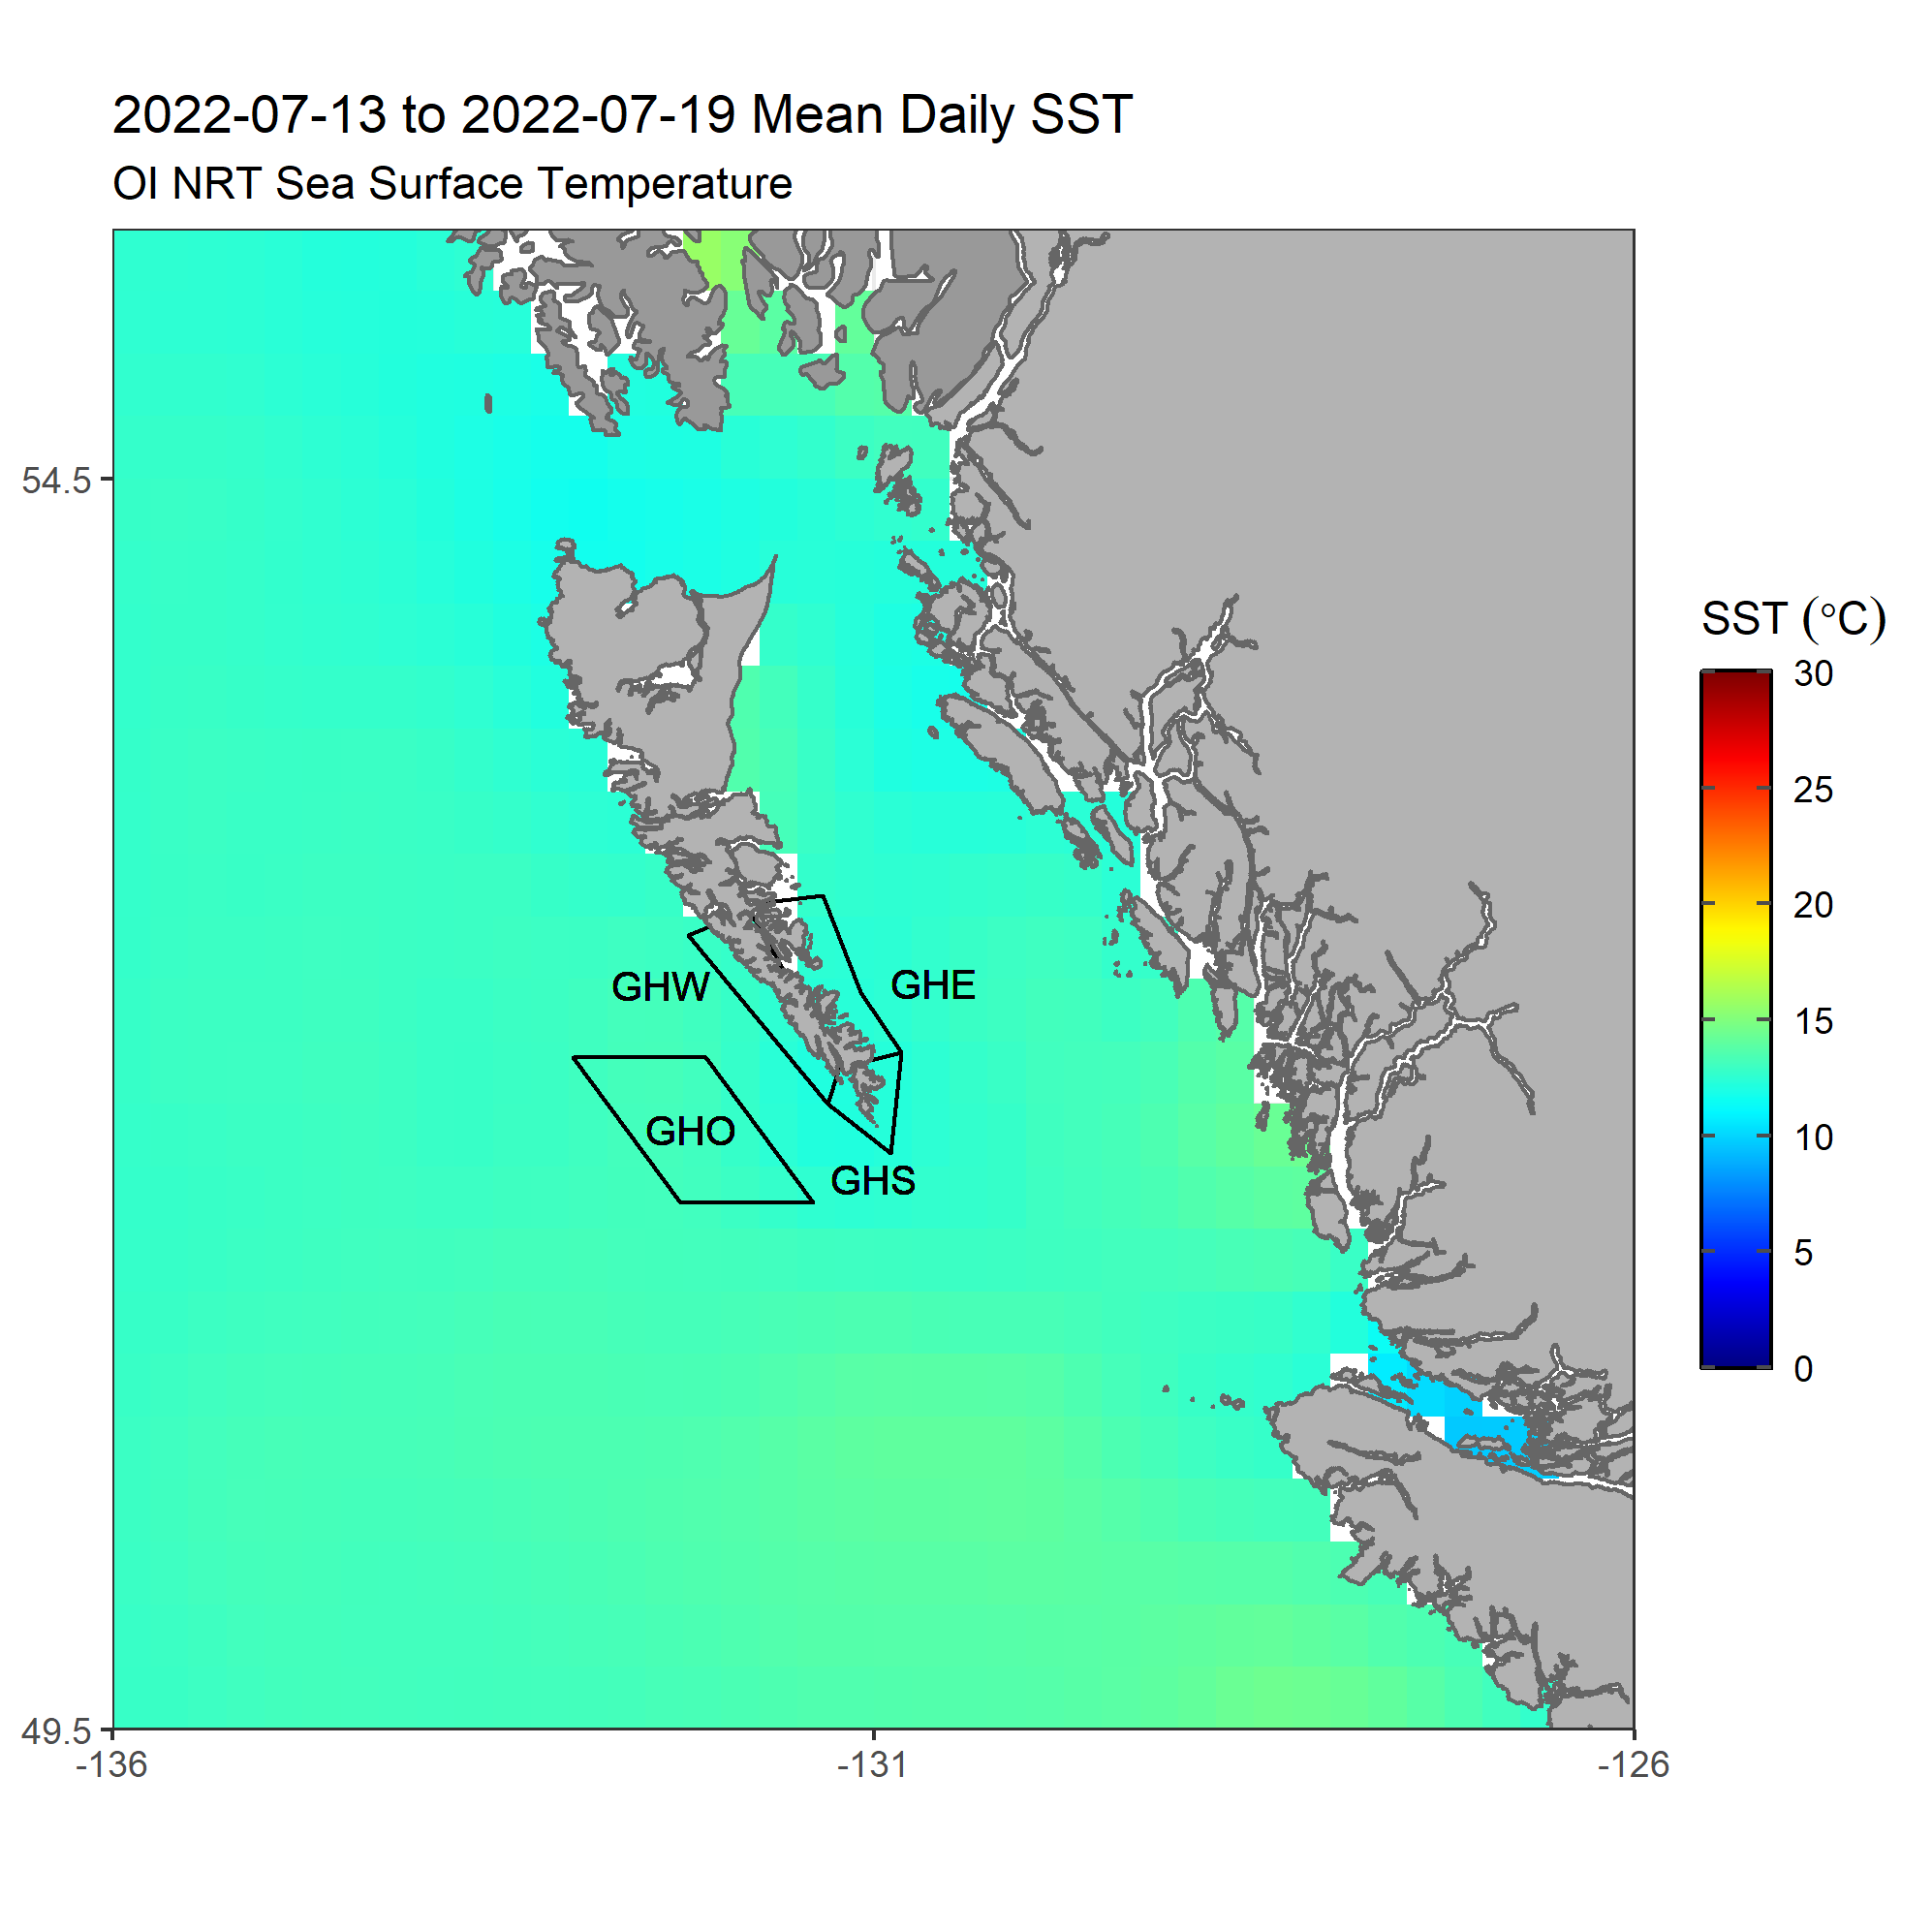 2022-07-13 to 2022-07-19 Mean Daily SST
OI NRT Sea Surface Temperature
54.5
49.5
-136
-131
-126
GHW
GHE
GHO
GHS
SST (°C)
30
25
20
15
10
5
0